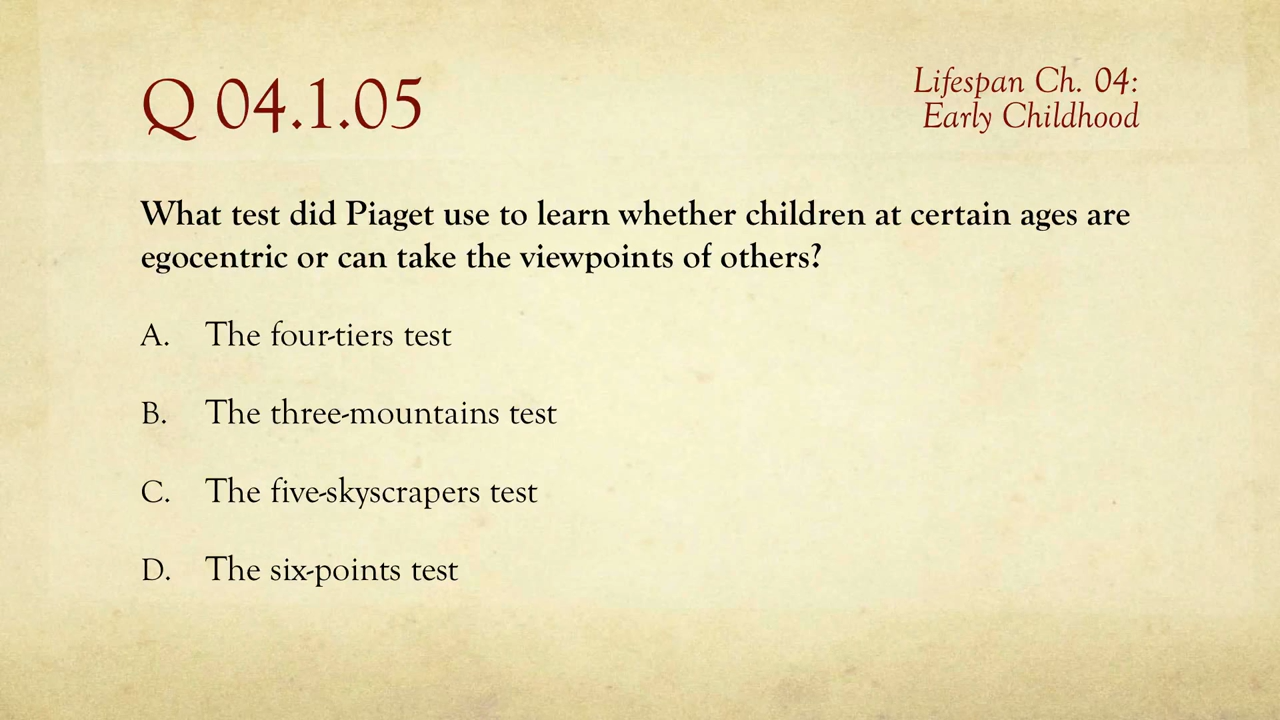 Q 04.1.05
Lifespan Ch. 04:
Early Childhood
What test did Piaget use to learn whether children at certain ages are
egocentric or can take the viewpoints of others?
A. The four-tiers test
B. The three-mountains test
C. The five-skyscrapers test
D. The six-points test